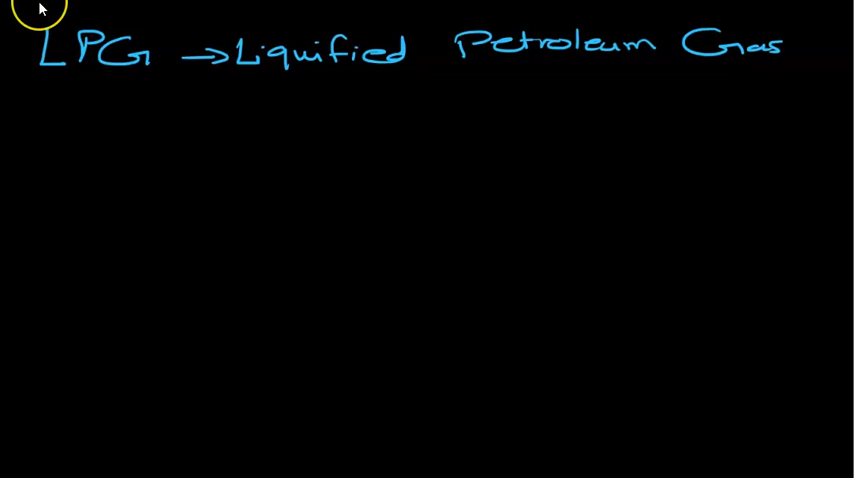 LPG → Liquified Petroleum Gas